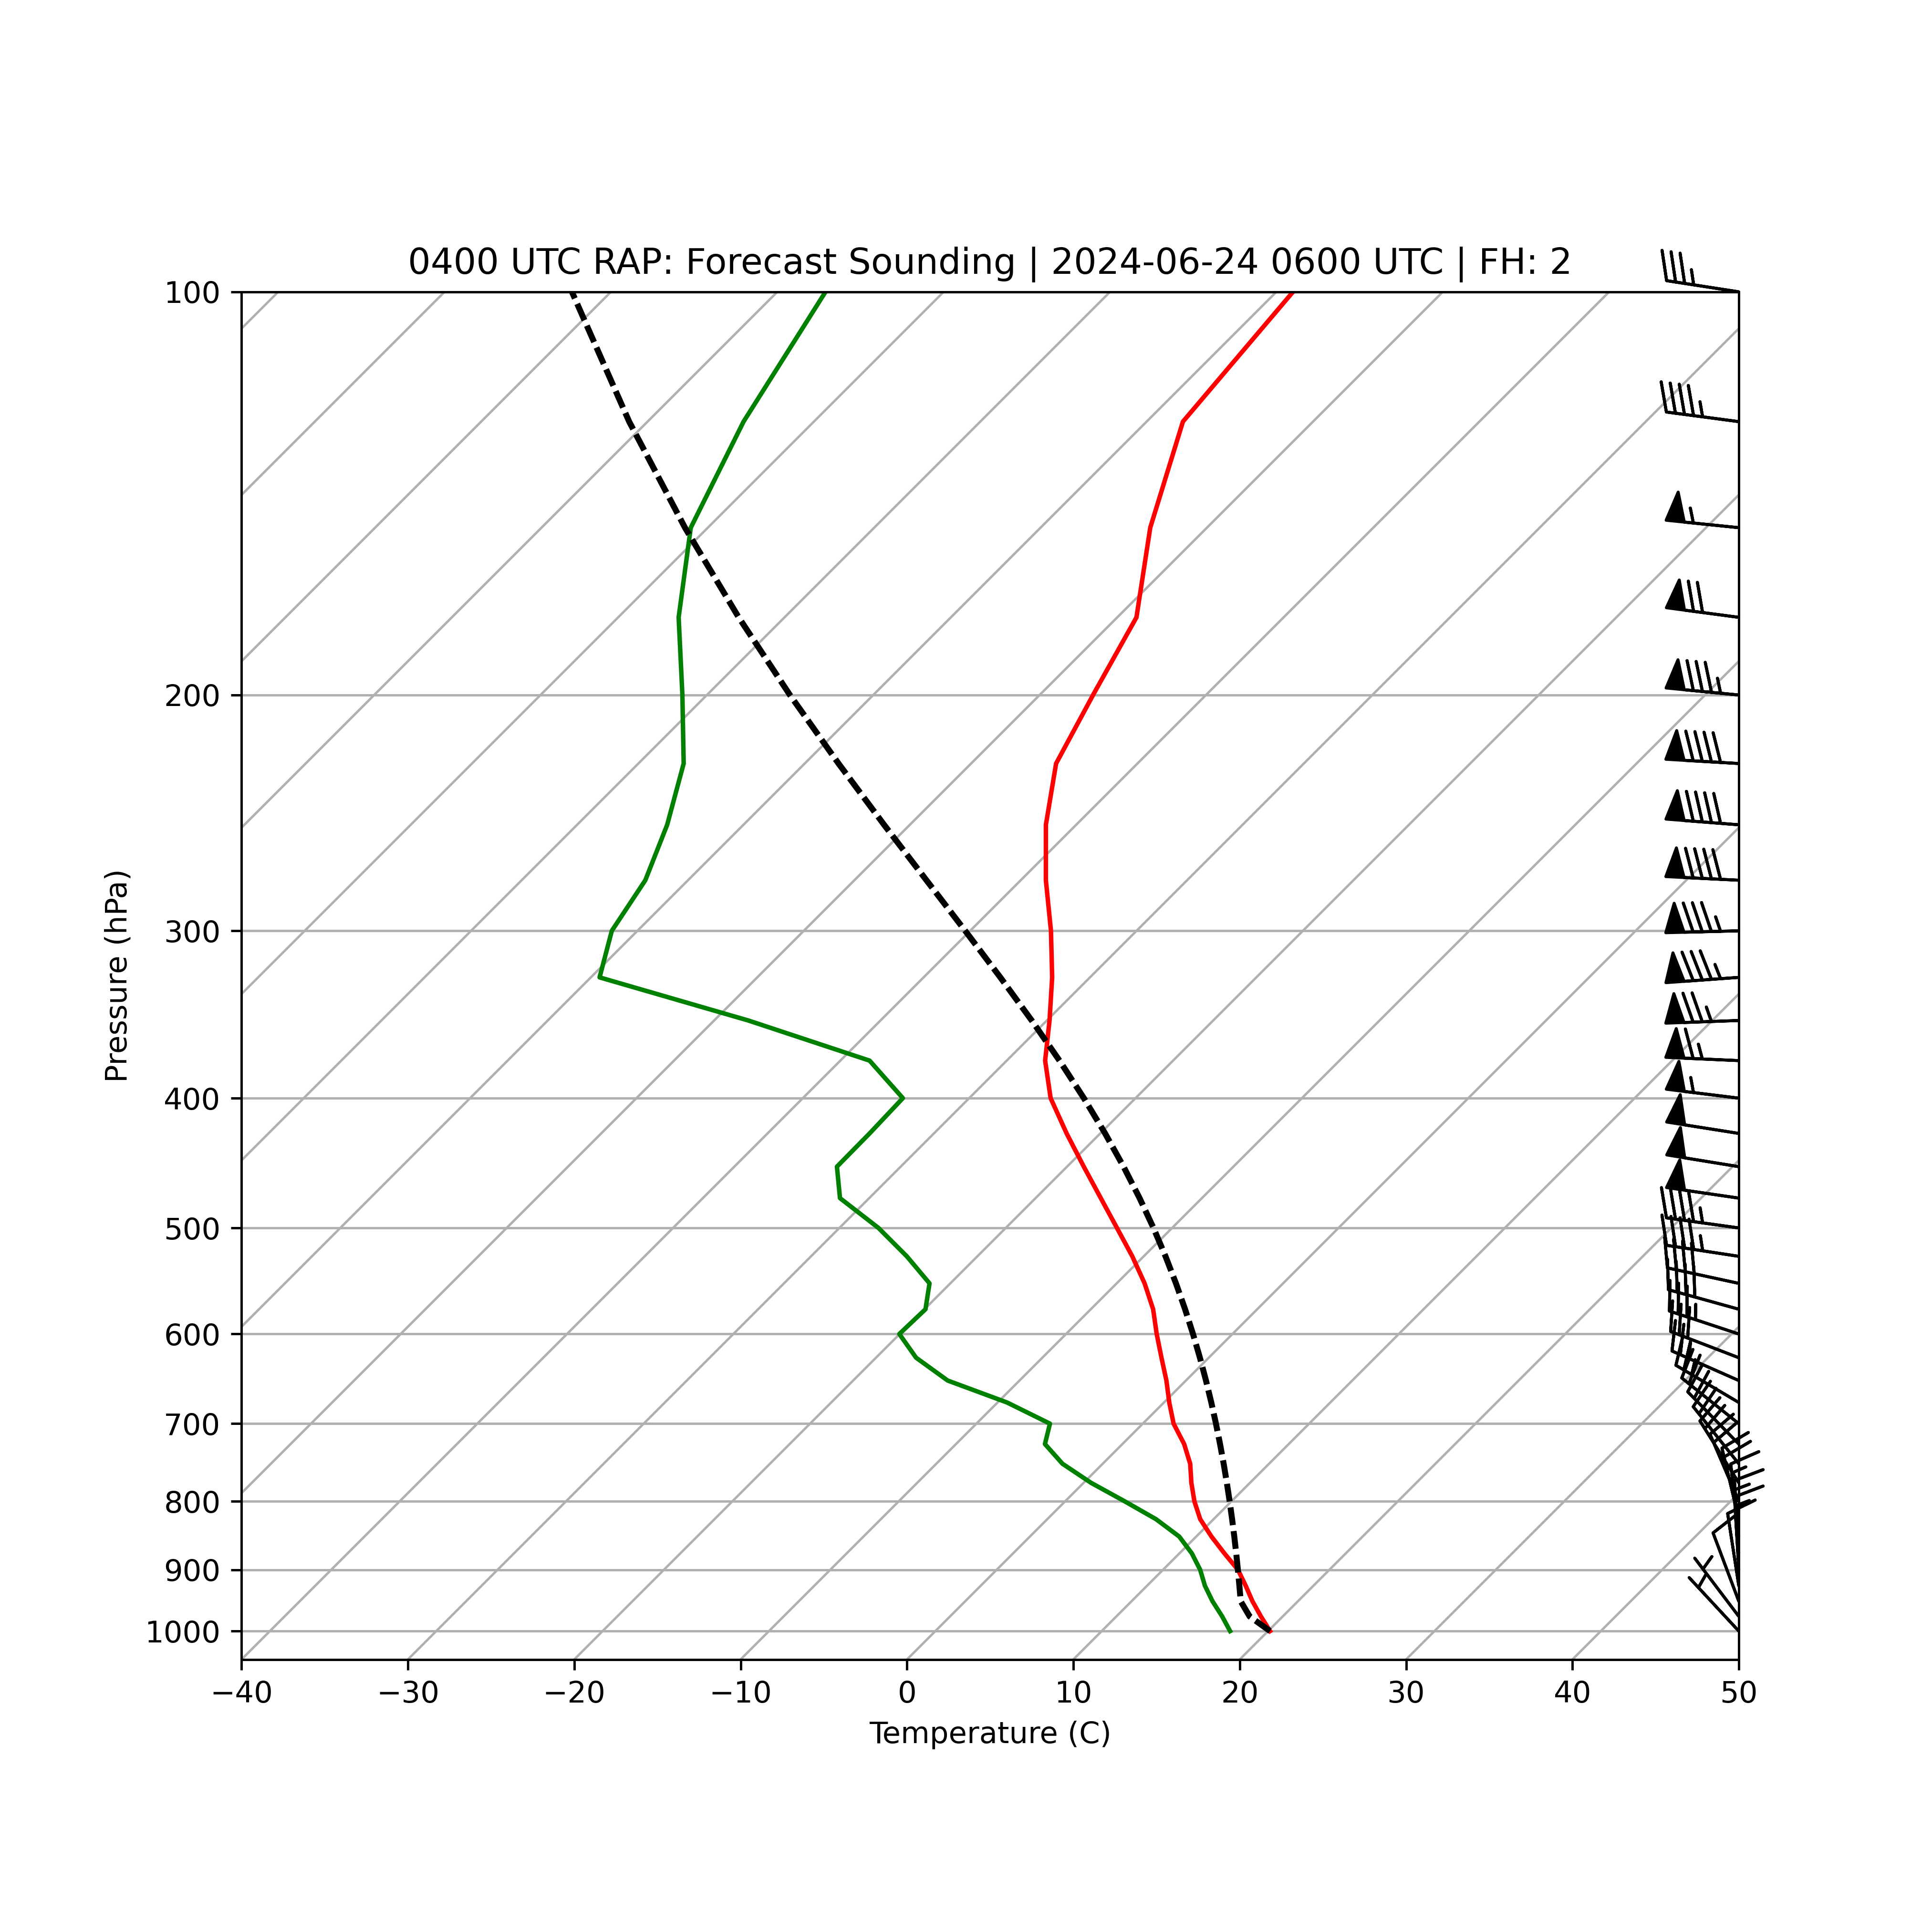 0400 UTC RAP: Forecast Sounding | 2024-06-24 0600 UTC | FH: 2
100
200
300
400
500
600
700
800
900
1000
Pressure (hPa)
−40 −30 −20 −10 0 10 20 30 40 50
Temperature (C)